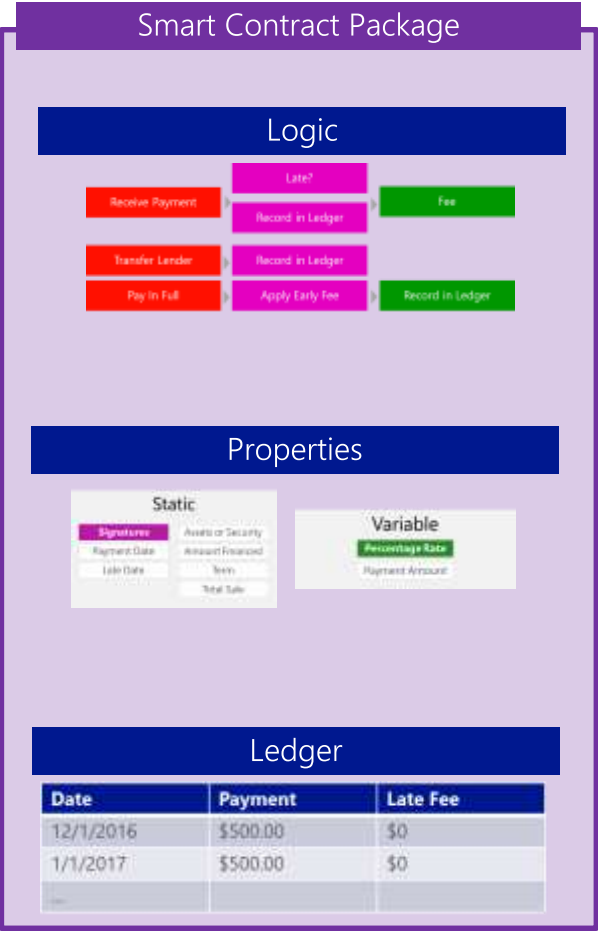 Smart Contract Package
Logic
Late?
Receive Payment
Fee
Record in Ledger
Transfer Lender
Record in Ledger
Pay In Full
Apply Early Fee
Record in Ledger
Properties
Static
Signatures
Assets or Security
Payment Date
Amount Financed
Late Date
Term
Total Sale
Variable
Percentage Rate
Payment Amount
Ledger
Date Payment Late Fee
12/1/2016 $500.00 $0
1/1/2017 $500.00 $0
...